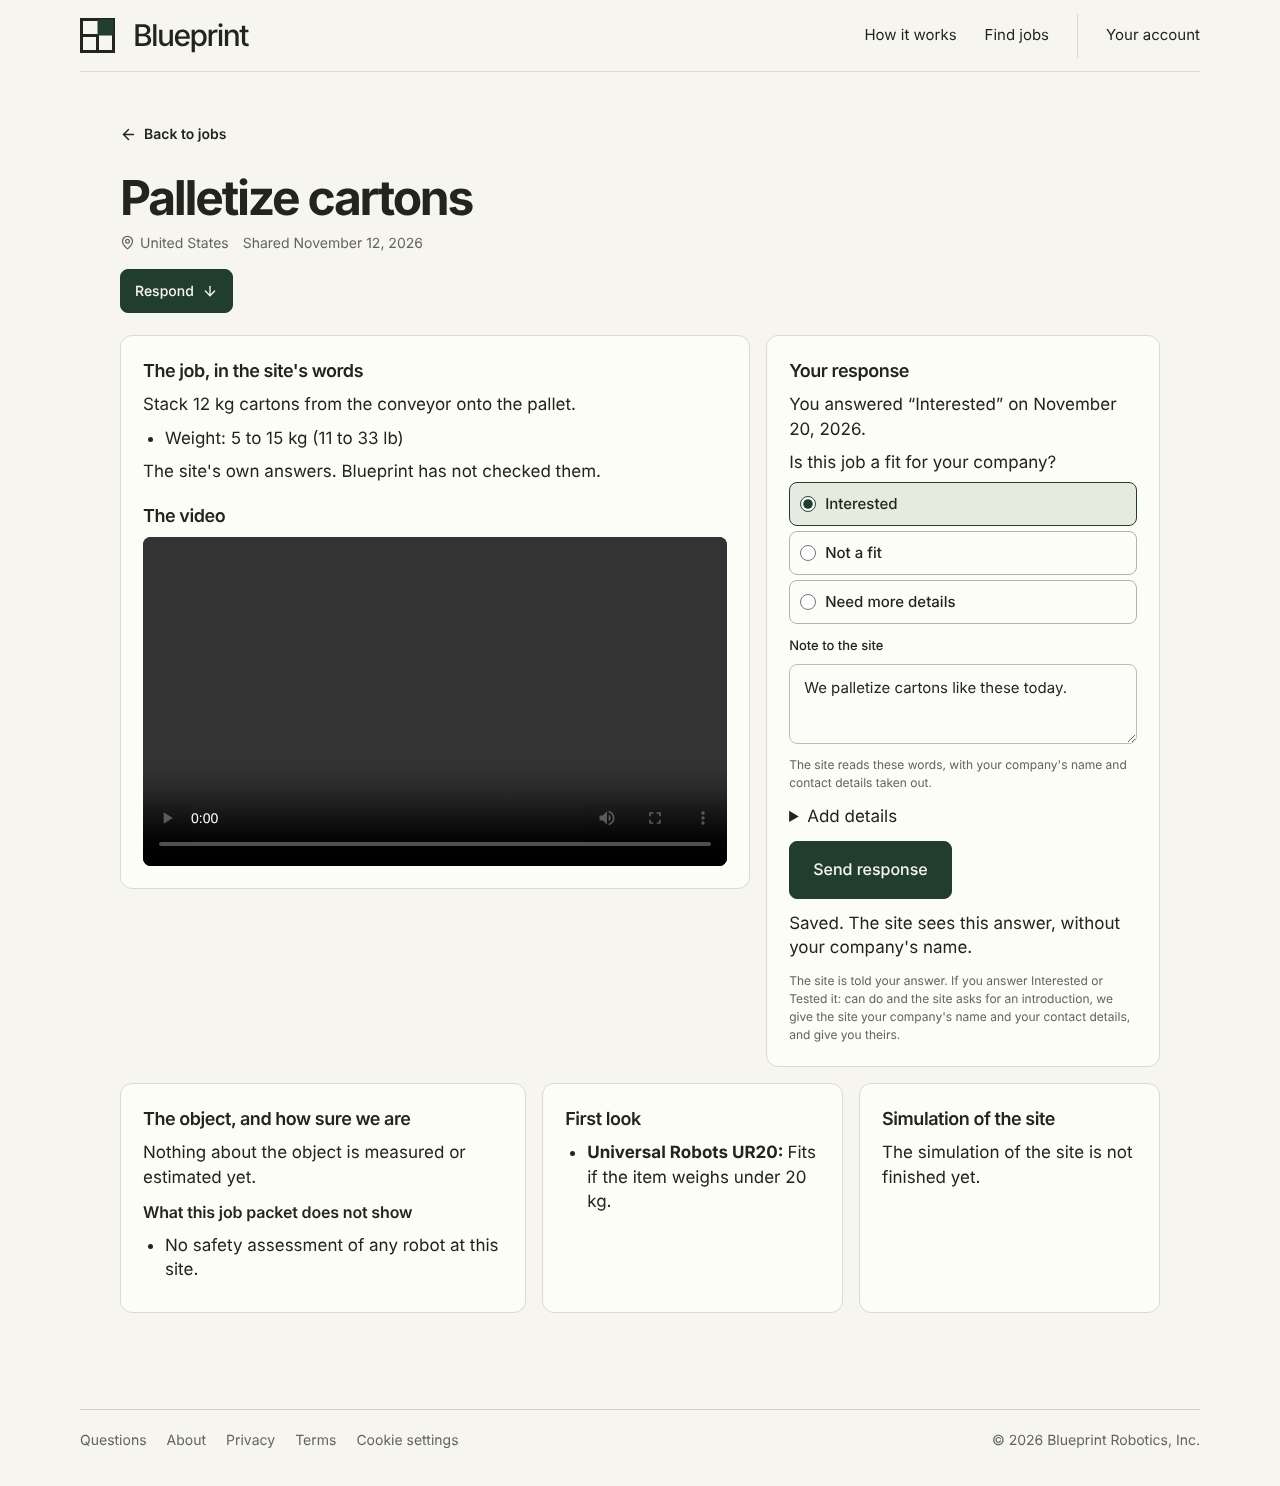 Blueprint
How it works
Find jobs
Your account
Back to jobs
Palletize cartons
United States
Shared November 12, 2026
Respond
The job, in the site's words
Stack 12 kg cartons from the conveyor onto the pallet.
• Weight: 5 to 15 kg (11 to 33 lb)
The site's own answers. Blueprint has not checked them.
The video
0:00
Your response
You answered “Interested” on November
20, 2026.
Is this job a fit for your company?
Interested
Not a fit
Need more details
Note to the site
We palletize cartons like these today.
The site reads these words, with your company's name and
contact details taken out.
Add details
Send response
Saved. The site sees this answer, without
your company's name.
The site is told your answer. If you answer Interested or
Tested it: can do and the site asks for an introduction, we
give the site your company's name and your contact details,
and give you theirs.
The object, and how sure we are
Nothing about the object is measured or
estimated yet.
What this job packet does not show
• No safety assessment of any robot at this
site.
First look
• Universal Robots UR20: Fits
if the item weighs under 20
kg.
Simulation of the site
The simulation of the site is not
finished yet.
Questions
About
Privacy
Terms
Cookie settings
© 2026 Blueprint Robotics, Inc.